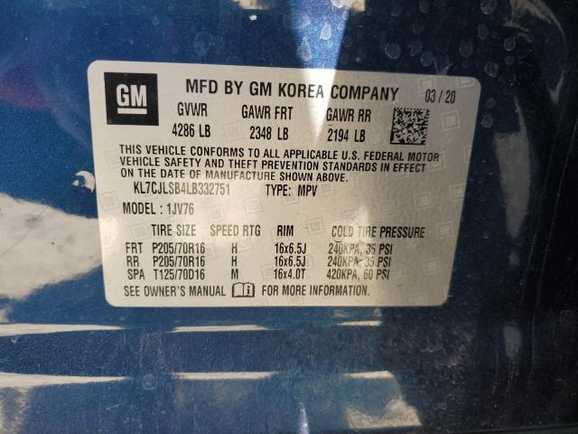 GM
MFD BY GM KOREA COMPANY 03 / 20
GVWR GAWR FRT GAWR RR
4286 LB 2348 LB 2194 LB
THIS VEHICLE CONFORMS TO ALL APPLICABLE U.S. FEDERAL MOTOR
VEHICLE SAFETY AND THEFT PREVENTION STANDARDS IN EFFECT
ON THE DATE OF MANUFACTURE SHOWN ABOVE.
KL7CJLSB4LB332751 TYPE: MPV
MODEL : 1JV76
TIRE SIZE SPEED RTG RIM COLD TIRE PRESSURE
FRT P205/70R16 H 16x6.5J 240KPA, 35 PSI
RR P205/70R16 H 16x6.5J 240KPA, 35 PSI
SPA T125/70D16 M 16x4.0T 420KPA, 60 PSI
SEE OWNER'S MANUAL FOR MORE INFORMATION.